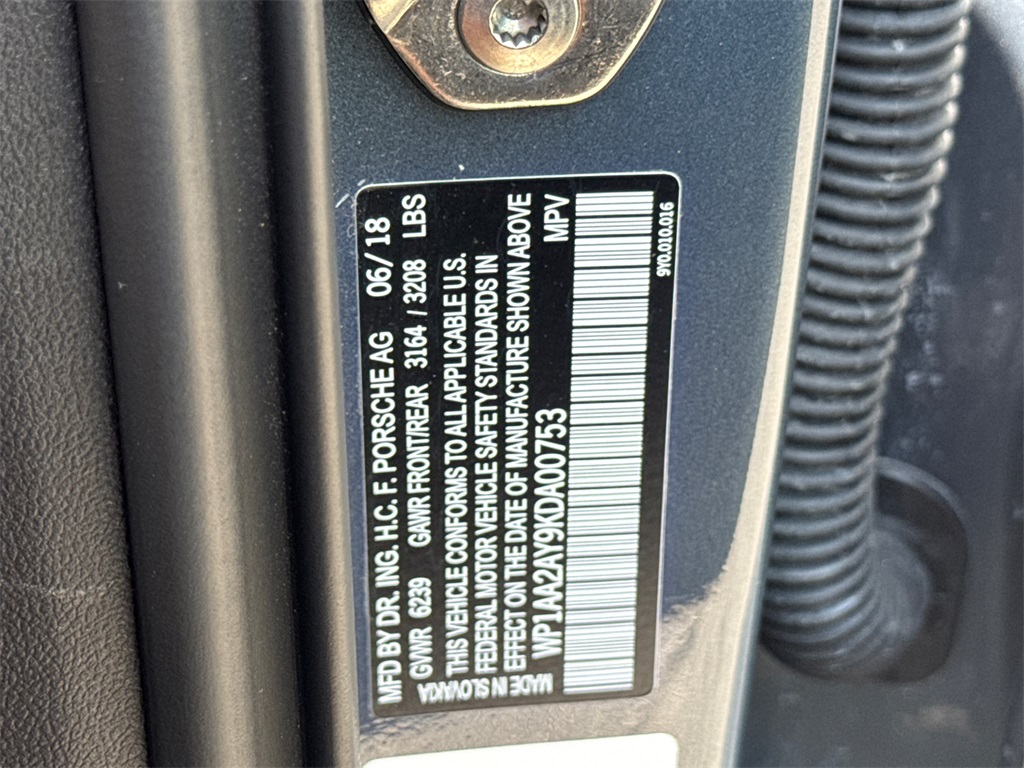 MFD BY DR. ING. H.C. F. PORSCHE AG 06/18
GVWR 6239 GAWR FRONT/REAR 3164 / 3208 LBS
THIS VEHICLE CONFORMS TO ALL APPLICABLE U.S.
FEDERAL MOTOR VEHICLE SAFETY STANDARDS IN
EFFECT ON THE DATE OF MANUFACTURE SHOWN ABOVE
WP1AA2AY9KDA00753 MPV
MADE IN SLOVAKIA
9Y0.010.016